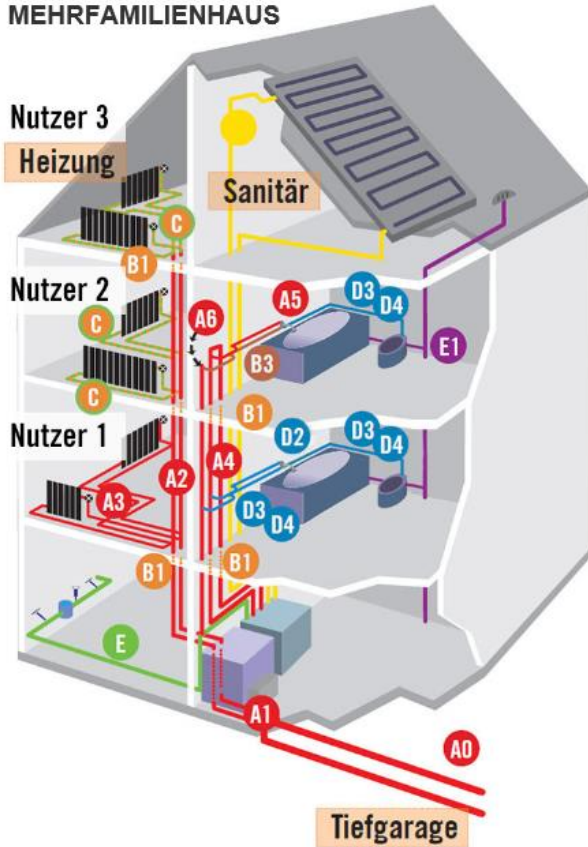 MEHRFAMILIENHAUS
Nutzer 3
Heizung
Sanitär
C
B1
Nutzer 2
A6
A5
D3
D4
C
B3
E1
C
B1
Nutzer 1
D2
D3
D4
A2
A4
A3
D3
D4
B1
B1
E
A1
A0
Tiefgarage